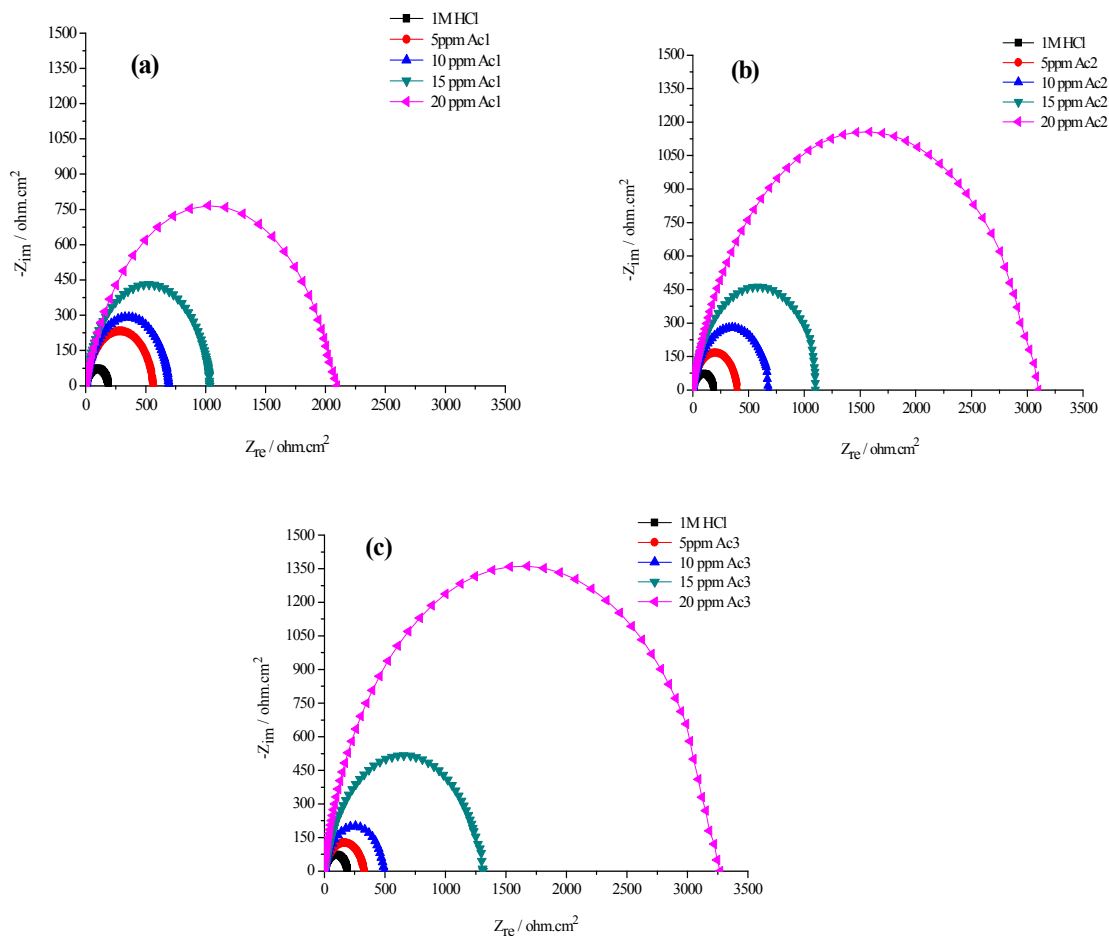 (a)
1M HCl
5ppm Ac1
10 ppm Ac1
15 ppm Ac1
20 ppm Ac1
1500
1350
1200
1050
900
750
600
450
300
150
0
-Zim / ohm.cm2
0 500 1000 1500 2000 2500 3000 3500
Zre / ohm.cm2
(b)
1M HCl
5ppm Ac2
10 ppm Ac2
15 ppm Ac2
20 ppm Ac2
1500
1350
1200
1050
900
750
600
450
300
150
0
-Zim / ohm.cm2
0 500 1000 1500 2000 2500 3000 3500
Zre / ohm.cm2
(c)
1M HCl
5ppm Ac3
10 ppm Ac3
15 ppm Ac3
20 ppm Ac3
1500
1350
1200
1050
900
750
600
450
300
150
0
-Zim / ohm.cm2
0 500 1000 1500 2000 2500 3000 3500
Zre / ohm.cm2